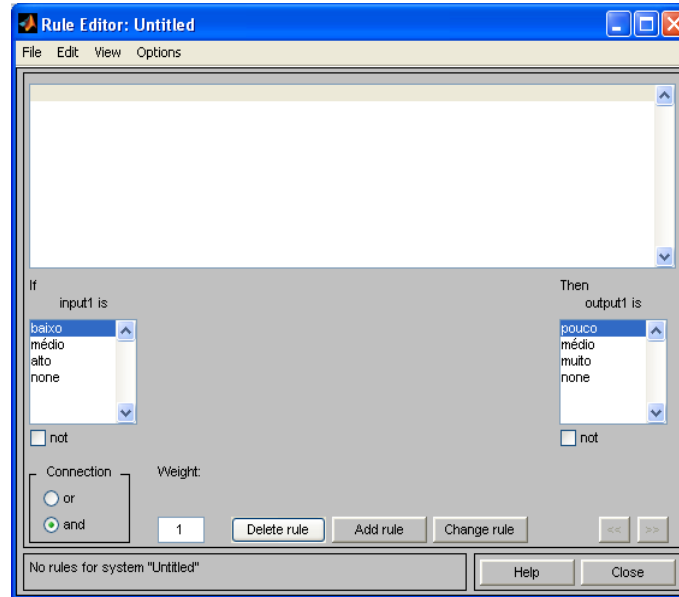 Rule Editor: Untitled
File Edit View Options
If
input1 is
baixo
médio
alto
none
not
Then
output1 is
pouco
médio
muito
none
not
Connection
or
and
Weight:
1
Delete rule
Add rule
Change rule
<<
>>
No rules for system "Untitled"
Help
Close